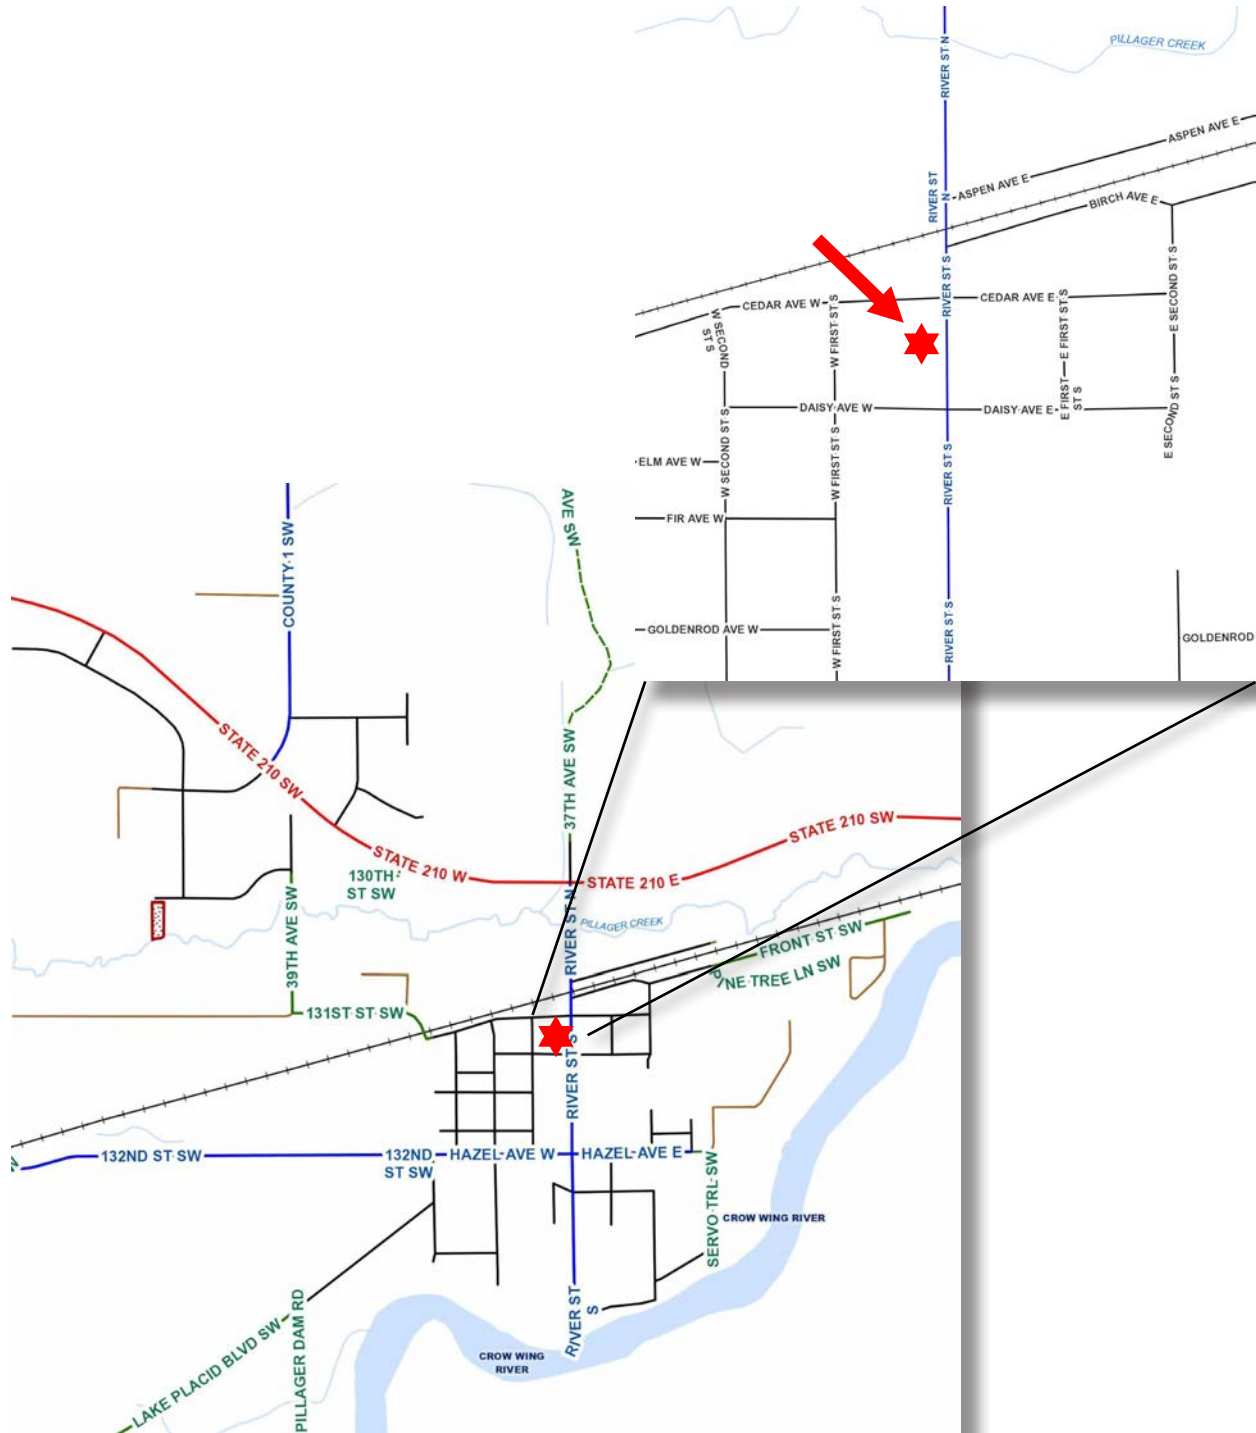 PILLAGER CREEK
RIVER ST N
ASPEN AVE E
RIVER ST
N
ASPEN AVE E
BIRCH AVE E
RIVER ST S
CEDAR AVE W
CEDAR AVE E
W SECOND
ST S
W FIRST ST S
E FIRST ST S
E SECOND ST S
DAISY AVE W
DAISY AVE E
E FIRST
ST S
E SECOND ST S
ELM AVE W
W SECOND ST S
W FIRST ST S
RIVER ST S
FIR AVE W
GOLDENROD AVE W
W FIRST ST S
RIVER ST S
GOLDENROD
AVE SW
COUNTY 1 SW
STATE 210 SW
37TH AVE SW
STATE 210 SW
STATE 210 W
STATE 210 E
130TH
ST SW
39TH AVE SW
RIVER ST N
PILLAGER CREEK
FRONT ST SW
PINE TREE LN SW
131ST ST SW
RIVER ST S
132ND ST SW
132ND
ST SW
HAZEL AVE W
HAZEL AVE E
SERVO TRL SW
CROW WING RIVER
RIVER ST
S
LAKE PLACID BLVD SW
PILLAGER DAM RD
CROW WING
RIVER